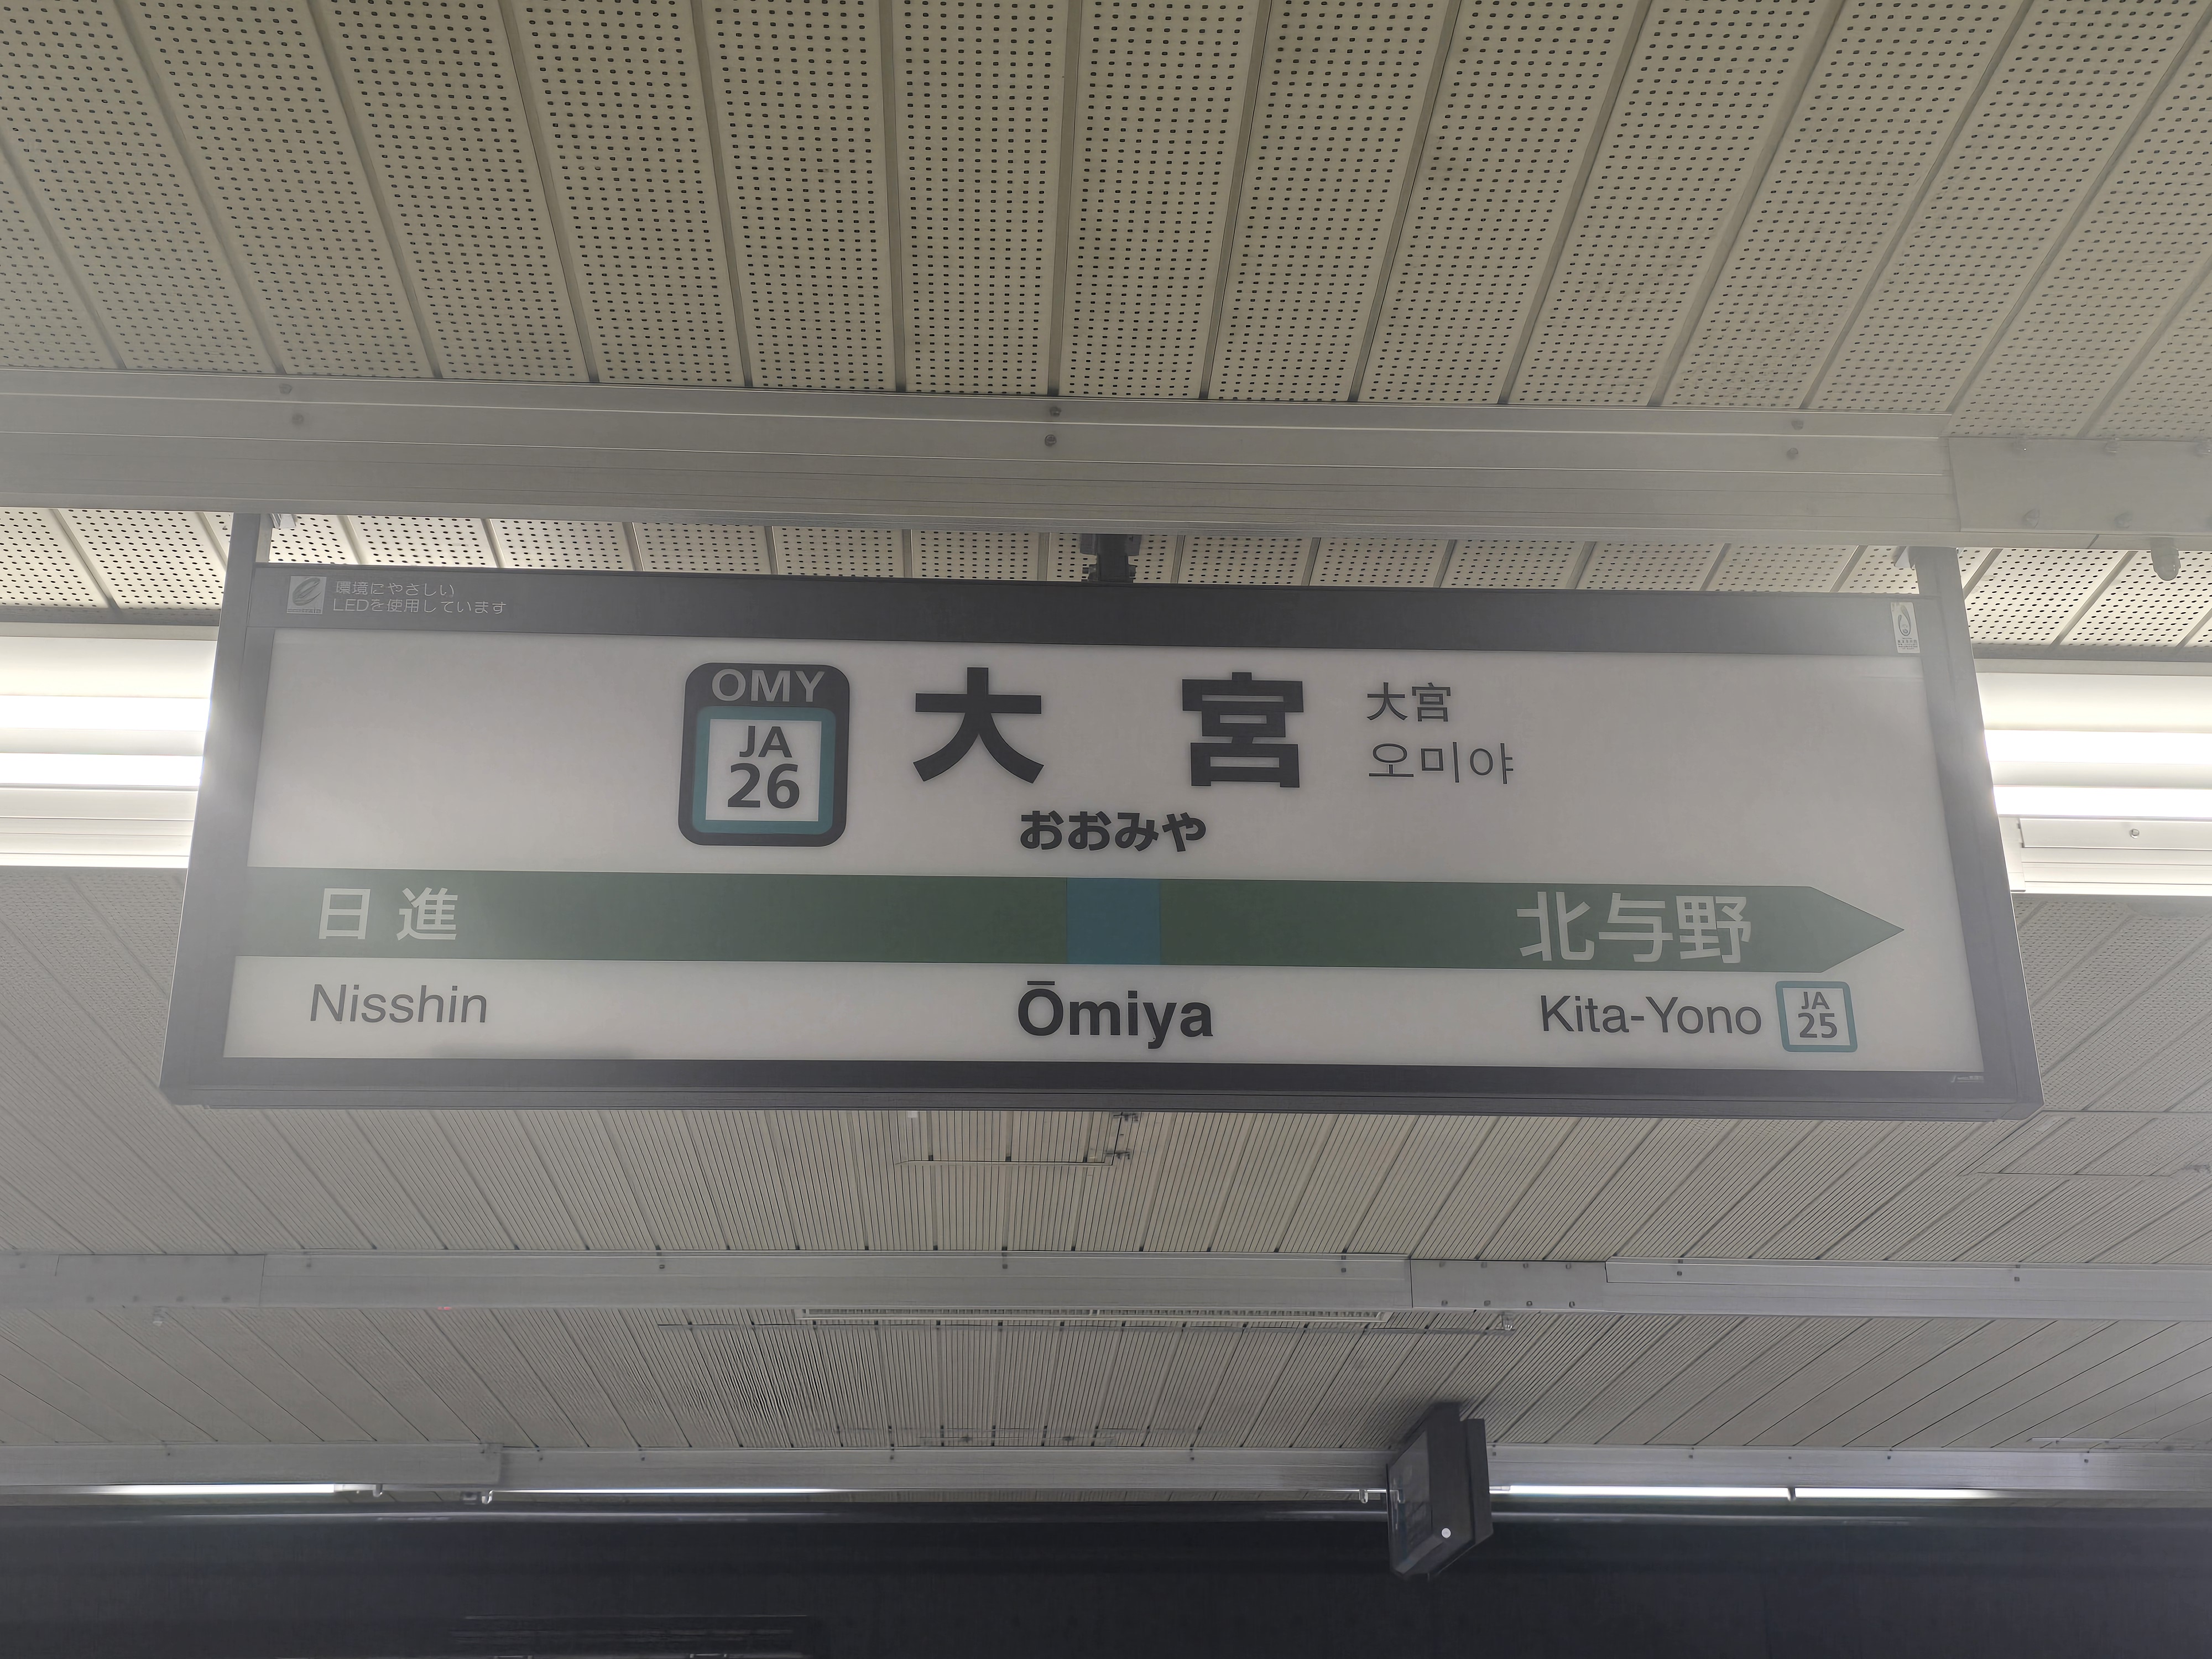 環境にやさしい
LEDを使用しています
OMY
JA
26
大宮
大宫
오미야
おおみや
日進
北与野
Nisshin
Ōmiya
Kita-Yono
JA
25